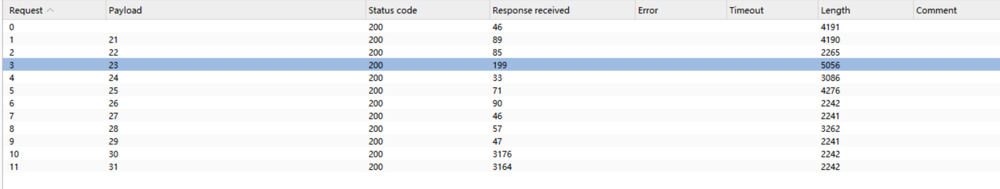 Request Payload Status code Response received Error Timeout Length Comment
0 200 46 4191
1 21 200 89 4190
2 22 200 85 2265
3 23 200 199 5056
4 24 200 33 3086
5 25 200 71 4276
6 26 200 90 2242
7 27 200 46 2241
8 28 200 57 3262
9 29 200 47 2241
10 30 200 3176 2242
11 31 200 3164 2242